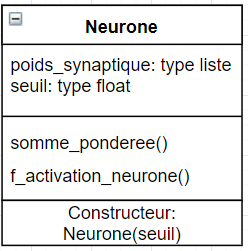 Neurone
poids_synaptique: type liste
seuil: type float
somme_ponderee()
f_activation_neurone()
Constructeur:
Neurone(seuil)